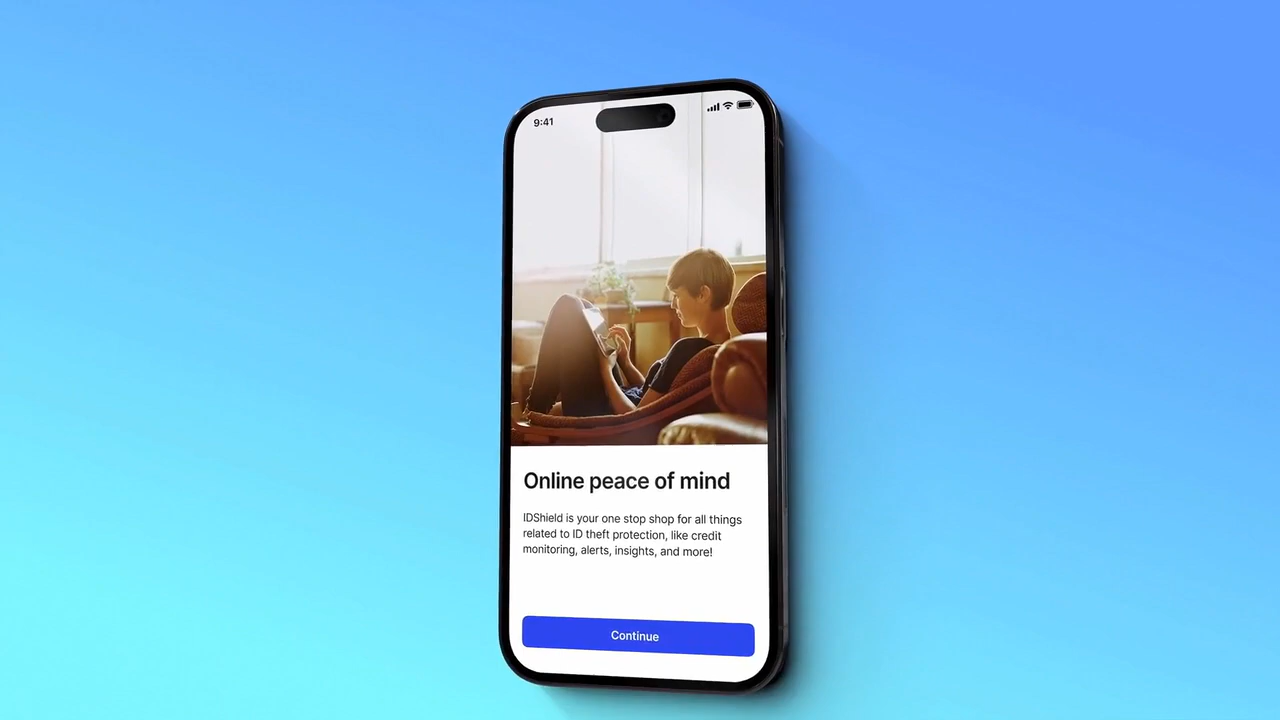 9:41
Online peace of mind
IDShield is your one stop shop for all things
related to ID theft protection, like credit
monitoring, alerts, insights, and more!
Continue